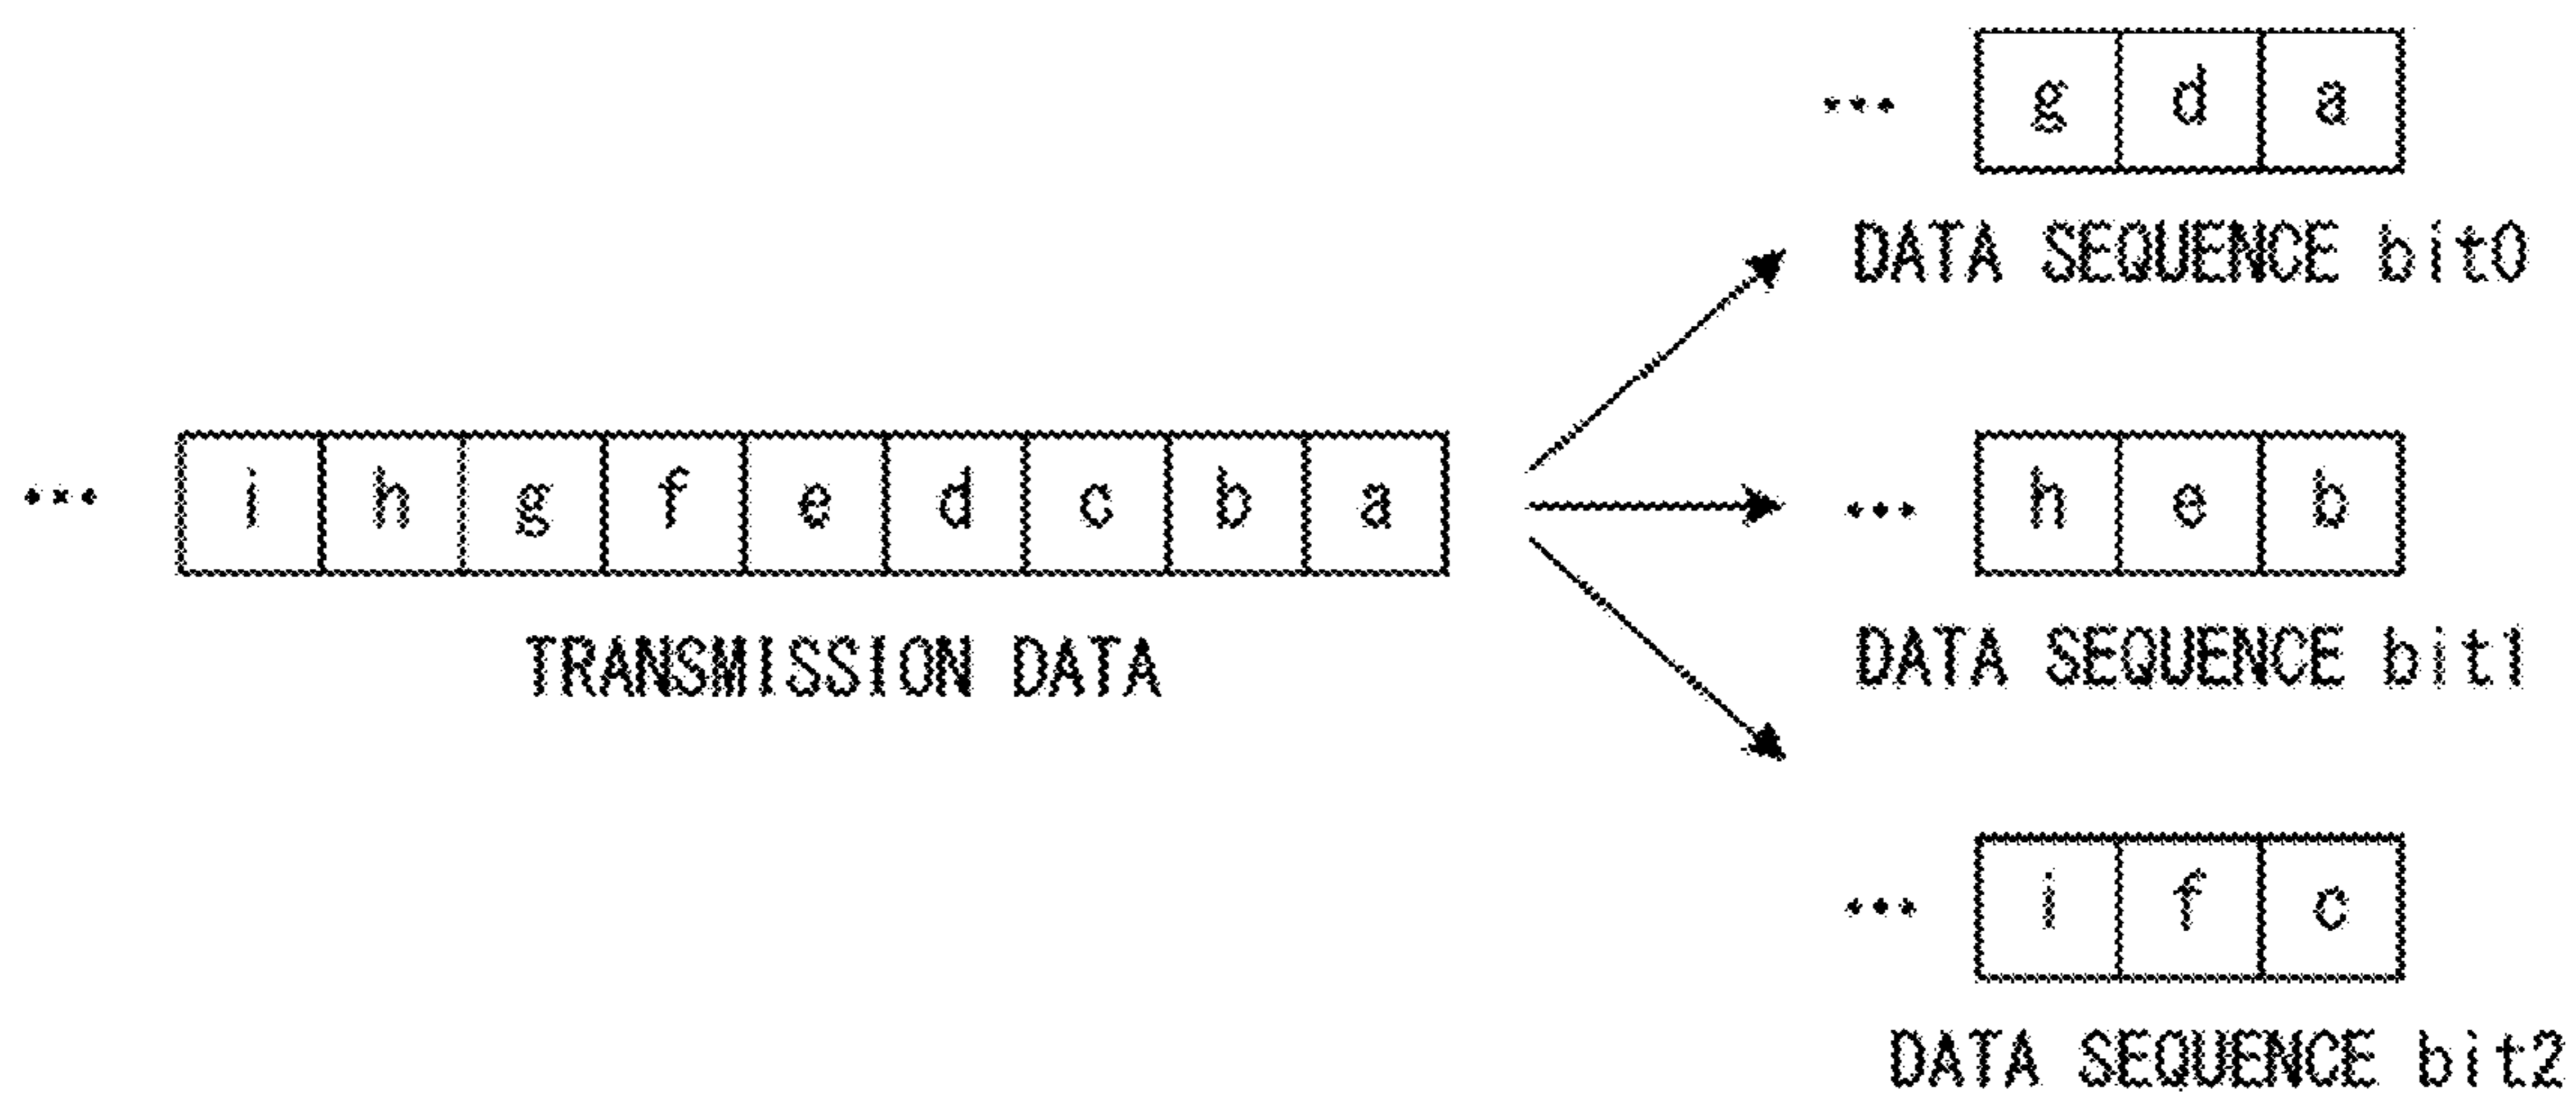 ... g d a
DATA SEQUENCE bit0
... i h g f e d c b a
TRANSMISSION DATA
... h e b
DATA SEQUENCE bit1
... i f c
DATA SEQUENCE bit2